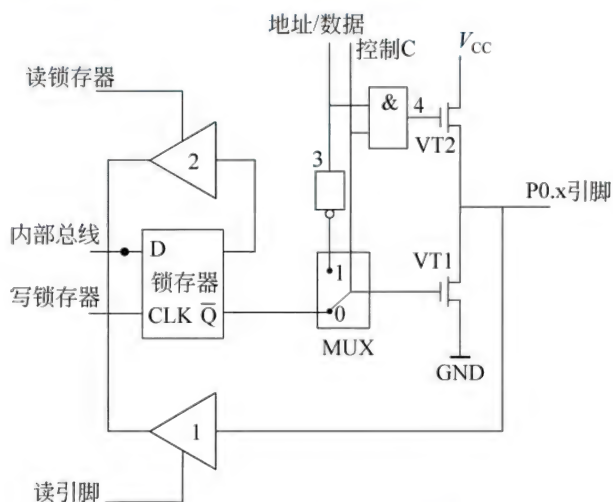 地址/数据
控制C
V_CC
读锁存器
&
4
VT2
2
3
P0.x引脚
内部总线
D
1
VT1
锁存器
写锁存器
CLK Q̅
0
MUX
GND
1
读引脚